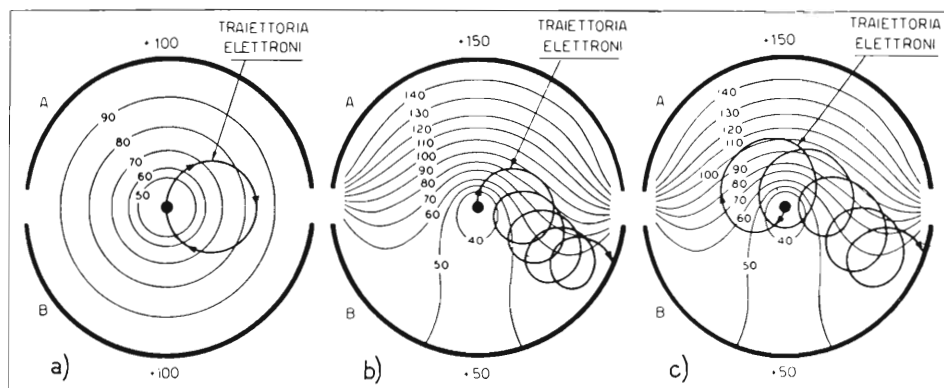 TRAIETTORIA
ELETTRONI
+100
A
90
80
70
60
50
B
+100
a)
TRAIETTORIA
ELETTRONI
+150
140
130
120
110
100
90
80
70
60
40
50
B
+50
b)
TRAIETTORIA
ELETTRONI
+150
A
140
130
120
110
100
90
80
70
60
40
50
B
+50
c)